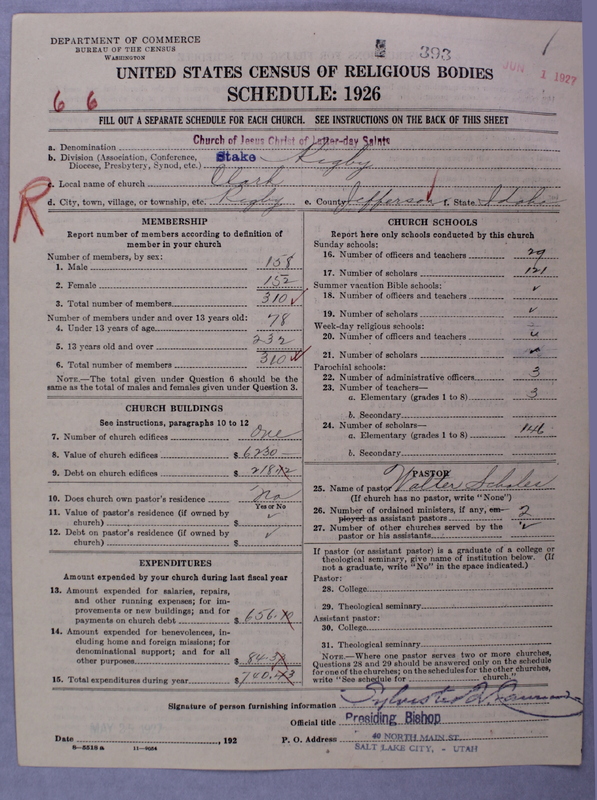 DEPARTMENT OF COMMERCE
BUREAU OF THE CENSUS
WASHINGTON
393
JUN 1 1927
UNITED STATES CENSUS OF RELIGIOUS BODIES
SCHEDULE: 1926
6 6
FILL OUT A SEPARATE SCHEDULE FOR EACH CHURCH. SEE INSTRUCTIONS ON THE BACK OF THIS SHEET
a. Denomination Church of Jesus Christ of Latter-day Saints
b. Division (Association, Conference, Diocese, Presbytery, Synod, etc.) Stake Rigby
c. Local name of church Clark
d. City, town, village, or township, etc. Rigby e. County Jefferson f. State Idaho
R
MEMBERSHIP
Report number of members according to definition of member in your church
Number of members, by sex:
1. Male 158
2. Female 152
3. Total number of members 310
Number of members under and over 13 years old:
4. Under 13 years of age 78
5. 13 years old and over 232
6. Total number of members 310
NOTE.—The total given under Question 6 should be the same as the total of males and females given under Question 3.
CHURCH BUILDINGS
See instructions, paragraphs 10 to 12
7. Number of church edifices One
8. Value of church edifices $ 6230
9. Debt on church edifices $
10. Does church own pastor's residence No
Yes or No
11. Value of pastor's residence (if owned by church) $
12. Debt on pastor's residence (if owned by church) $
EXPENDITURES
Amount expended by your church during last fiscal year
13. Amount expended for salaries, repairs, and other running expenses; for improvements or new buildings; and for payments on church debt $ 656.
14. Amount expended for benevolences, including home and foreign missions; for denominational support; and for all other purposes $ 84.
15. Total expenditures during year $ 740.
CHURCH SCHOOLS
Report here only schools conducted by this church
Sunday schools:
16. Number of officers and teachers 29
17. Number of scholars 121
Summer vacation Bible schools:
18. Number of officers and teachers
19. Number of scholars
Week-day religious schools:
20. Number of officers and teachers
21. Number of scholars
Parochial schools:
22. Number of administrative officers 3
23. Number of teachers—
a. Elementary (grades 1 to 8) 3
b. Secondary
24. Number of scholars—
a. Elementary (grades 1 to 8) 146
b. Secondary
PASTOR
25. Name of pastor Walter Scholes
(If church has no pastor, write "None")
26. Number of ordained ministers, if any, employed as assistant pastors 2
27. Number of other churches served by the pastor or his assistants
If pastor (or assistant pastor) is a graduate of a college or theological seminary, give name of institution below. (If not a graduate, write "No" in the space indicated.)
Pastor:
28. College
29. Theological seminary
Assistant pastor:
30. College
31. Theological seminary
NOTE.—Where one pastor serves two or more churches, Questions 28 and 29 should be answered only on the schedule for one of the churches; on the schedules for the other churches, write "See schedule for church."
Signature of person furnishing information Sylvester Q. Cannon
Official title Presiding Bishop
Date , 192 P. O. Address 40 NORTH MAIN ST.
SALT LAKE CITY, - UTAH
8—5510 a 11—9054